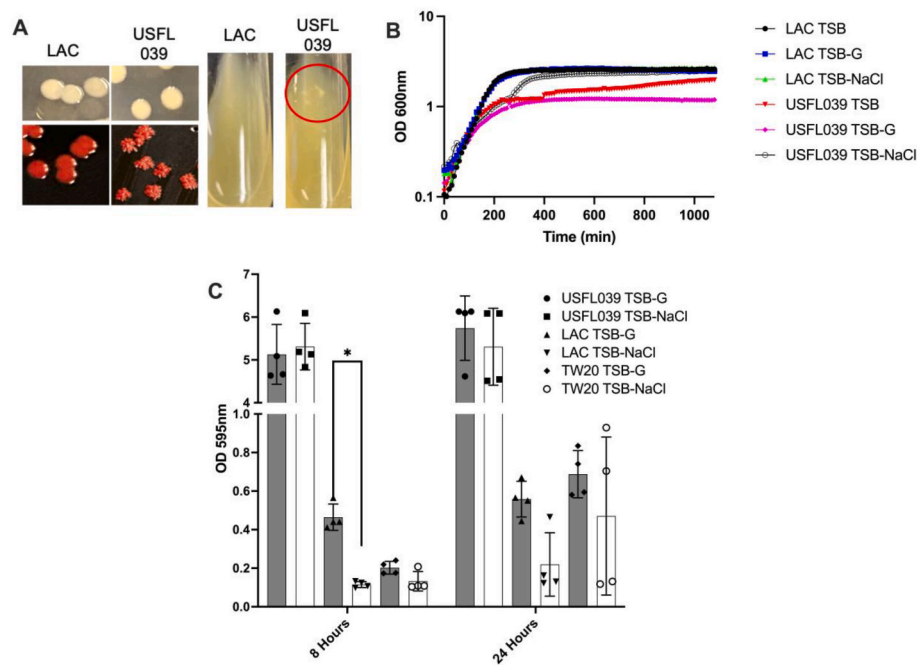 A
LAC
USFL
039
LAC
USFL
039
B
OD 600nm
10
1
0.1
0
200
400
600
800
1000
Time (min)
LAC TSB
LAC TSB-G
LAC TSB-NaCl
USFL039 TSB
USFL039 TSB-G
USFL039 TSB-NaCl
C
OD 595nm
7
6
5
4
1.0
0.8
0.6
0.4
0.2
0.0
*
USFL039 TSB-G
USFL039 TSB-NaCl
LAC TSB-G
LAC TSB-NaCl
TW20 TSB-G
TW20 TSB-NaCl
8 Hours
24 Hours